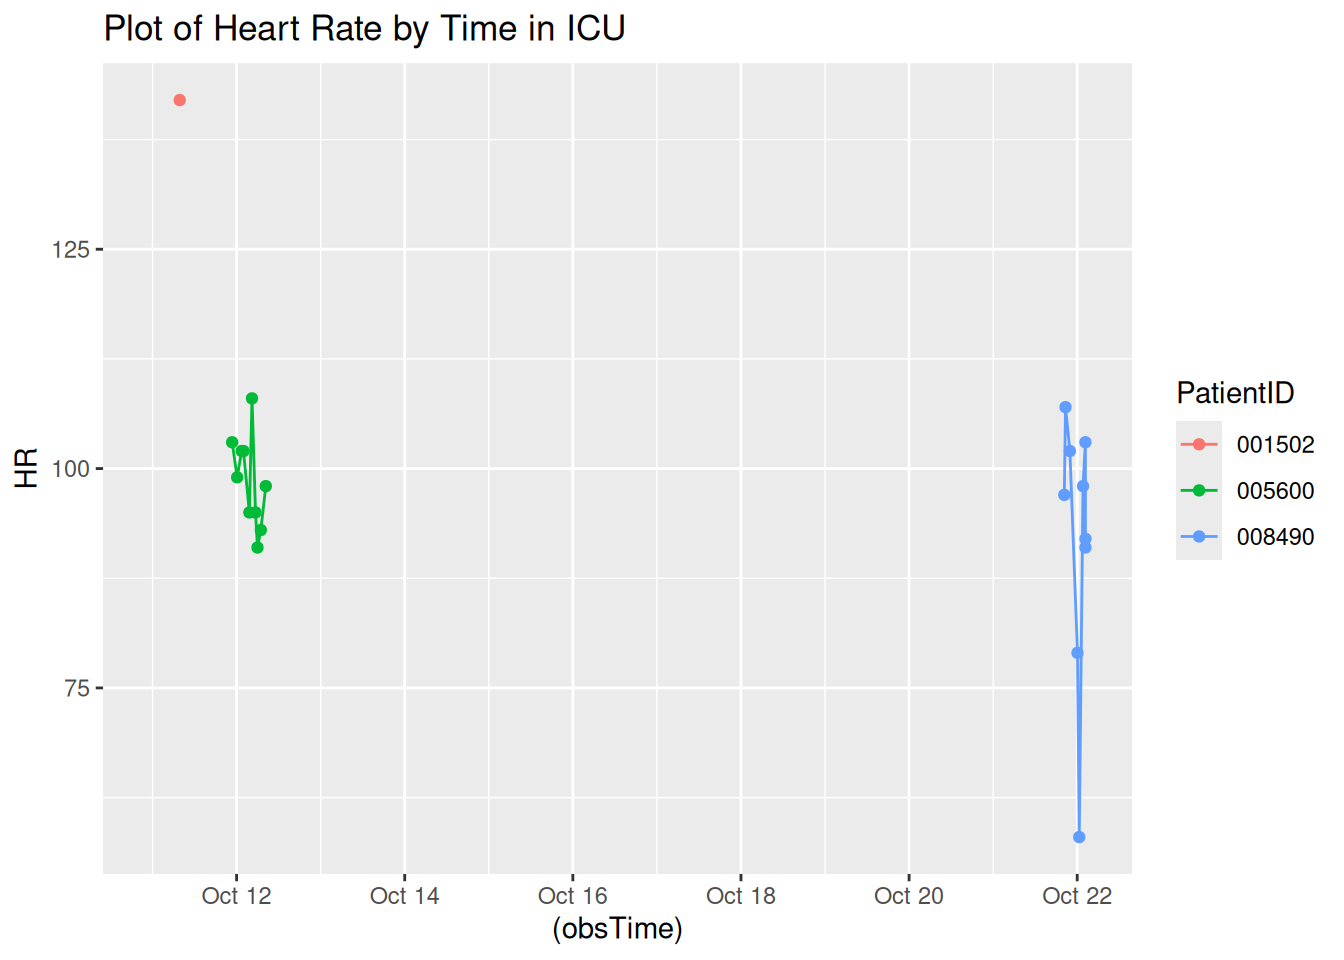 Plot of Heart Rate by Time in ICU
125
100
75
HR
Oct 12
Oct 14
Oct 16
Oct 18
Oct 20
Oct 22
(obsTime)
PatientID
001502
005600
008490